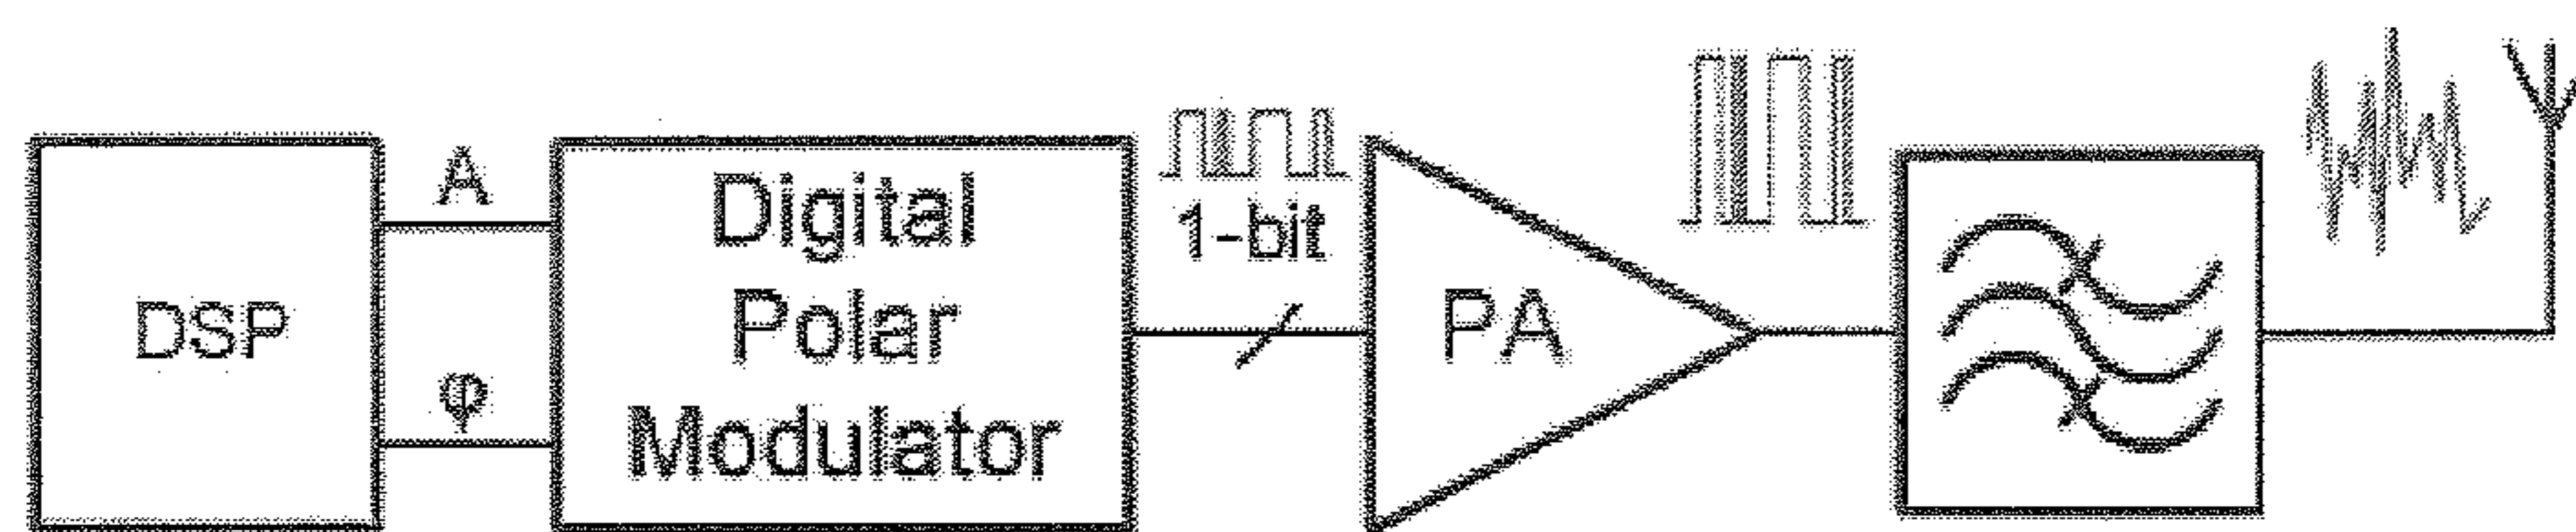 DSP
A
φ
Digital
Polar
Modulator
1-bit
PA